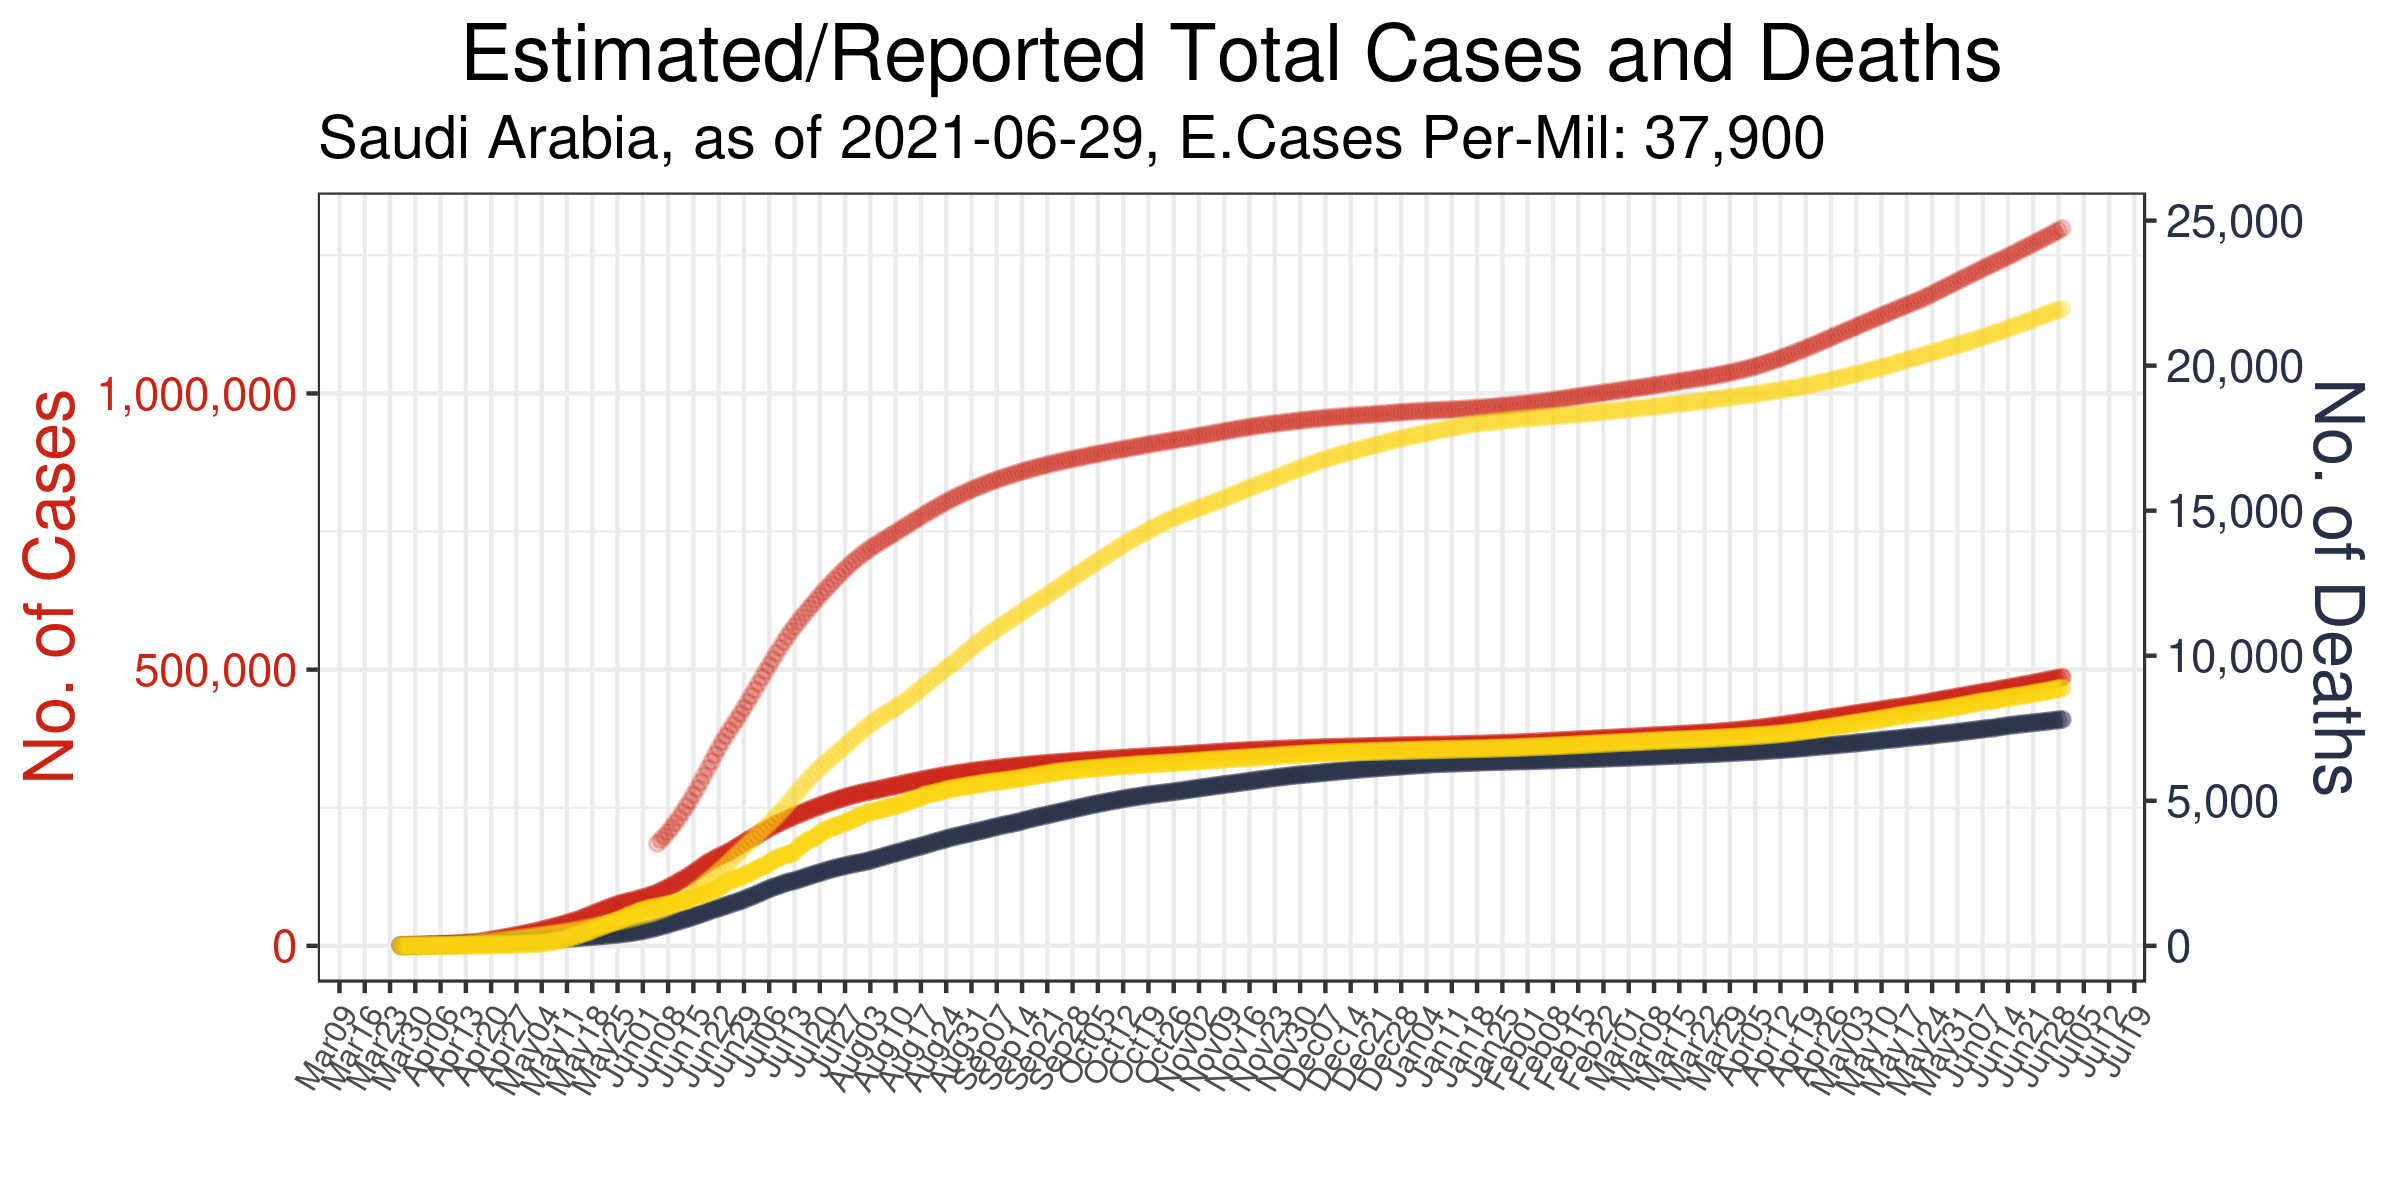 Estimated/Reported Total Cases and Deaths
Saudi Arabia, as of 2021-06-29, E.Cases Per-Mil: 37,900
No. of Cases
1,000,000
500,000
0
25,000
20,000
15,000
10,000
5,000
0
No. of Deaths
Mar09 Mar16 Mar23 Mar30 Apr06 Apr13 Apr20 Apr27 May04 May11 May18 May25 Jun01 Jun08 Jun15 Jun22 Jun29 Jul06 Jul13 Jul20 Jul27 Aug03 Aug10 Aug17 Aug24 Aug31 Sep07 Sep14 Sep21 Sep28 Oct05 Oct12 Oct19 Oct26 Nov02 Nov09 Nov16 Nov23 Nov30 Dec07 Dec14 Dec21 Dec28 Jan04 Jan11 Jan18 Jan25 Feb01 Feb08 Feb15 Feb22 Mar01 Mar08 Mar15 Mar22 Mar29 Apr05 Apr12 Apr19 Apr26 May03 May10 May17 May24 May31 Jun07 Jun14 Jun21 Jun28 Jul05 Jul12 Jul19